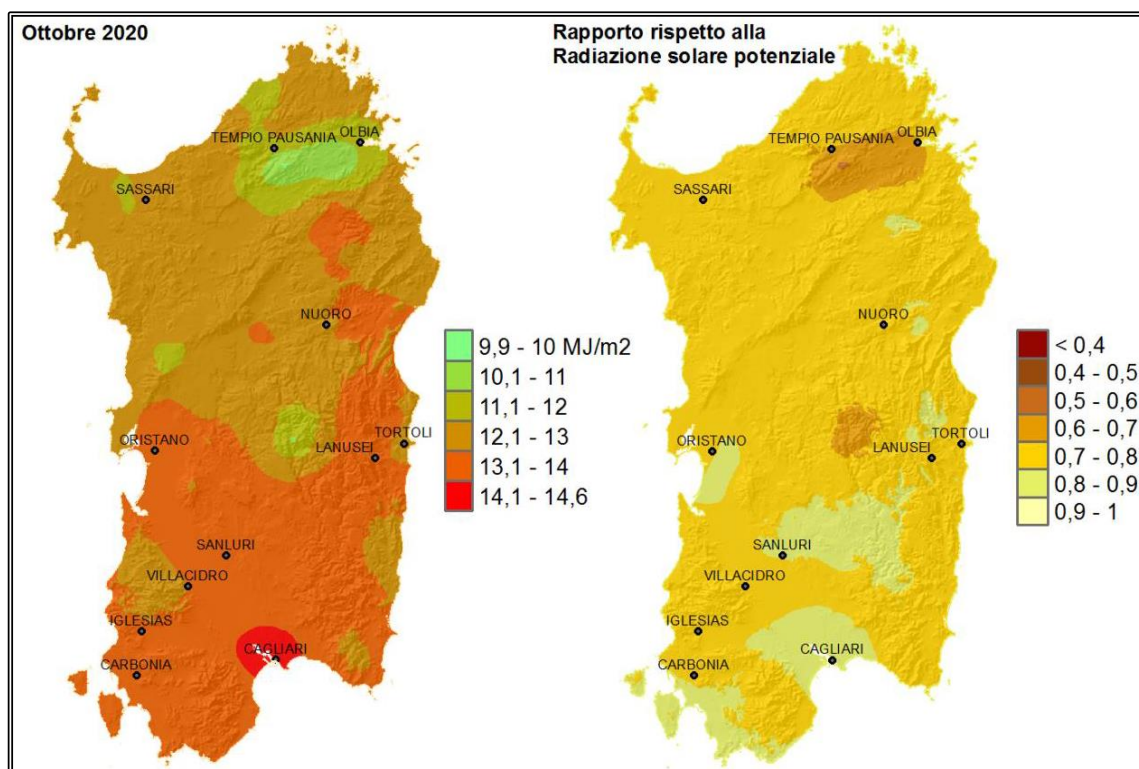 Ottobre 2020
TEMPIO PAUSANIA
OLBIA
SASSARI
NUORO
ORISTANO
LANUSEI
TORTOLI
SANLURI
VILLACIDRO
IGLESIAS
CAGLIARI
CARBONIA
9,9 - 10 MJ/m2
10,1 - 11
11,1 - 12
12,1 - 13
13,1 - 14
14,1 - 14,6
Rapporto rispetto alla
Radiazione solare potenziale
TEMPIO PAUSANIA
OLBIA
SASSARI
NUORO
ORISTANO
LANUSEI
TORTOLI
SANLURI
VILLACIDRO
IGLESIAS
CAGLIARI
CARBONIA
< 0,4
0,4 - 0,5
0,5 - 0,6
0,6 - 0,7
0,7 - 0,8
0,8 - 0,9
0,9 - 1